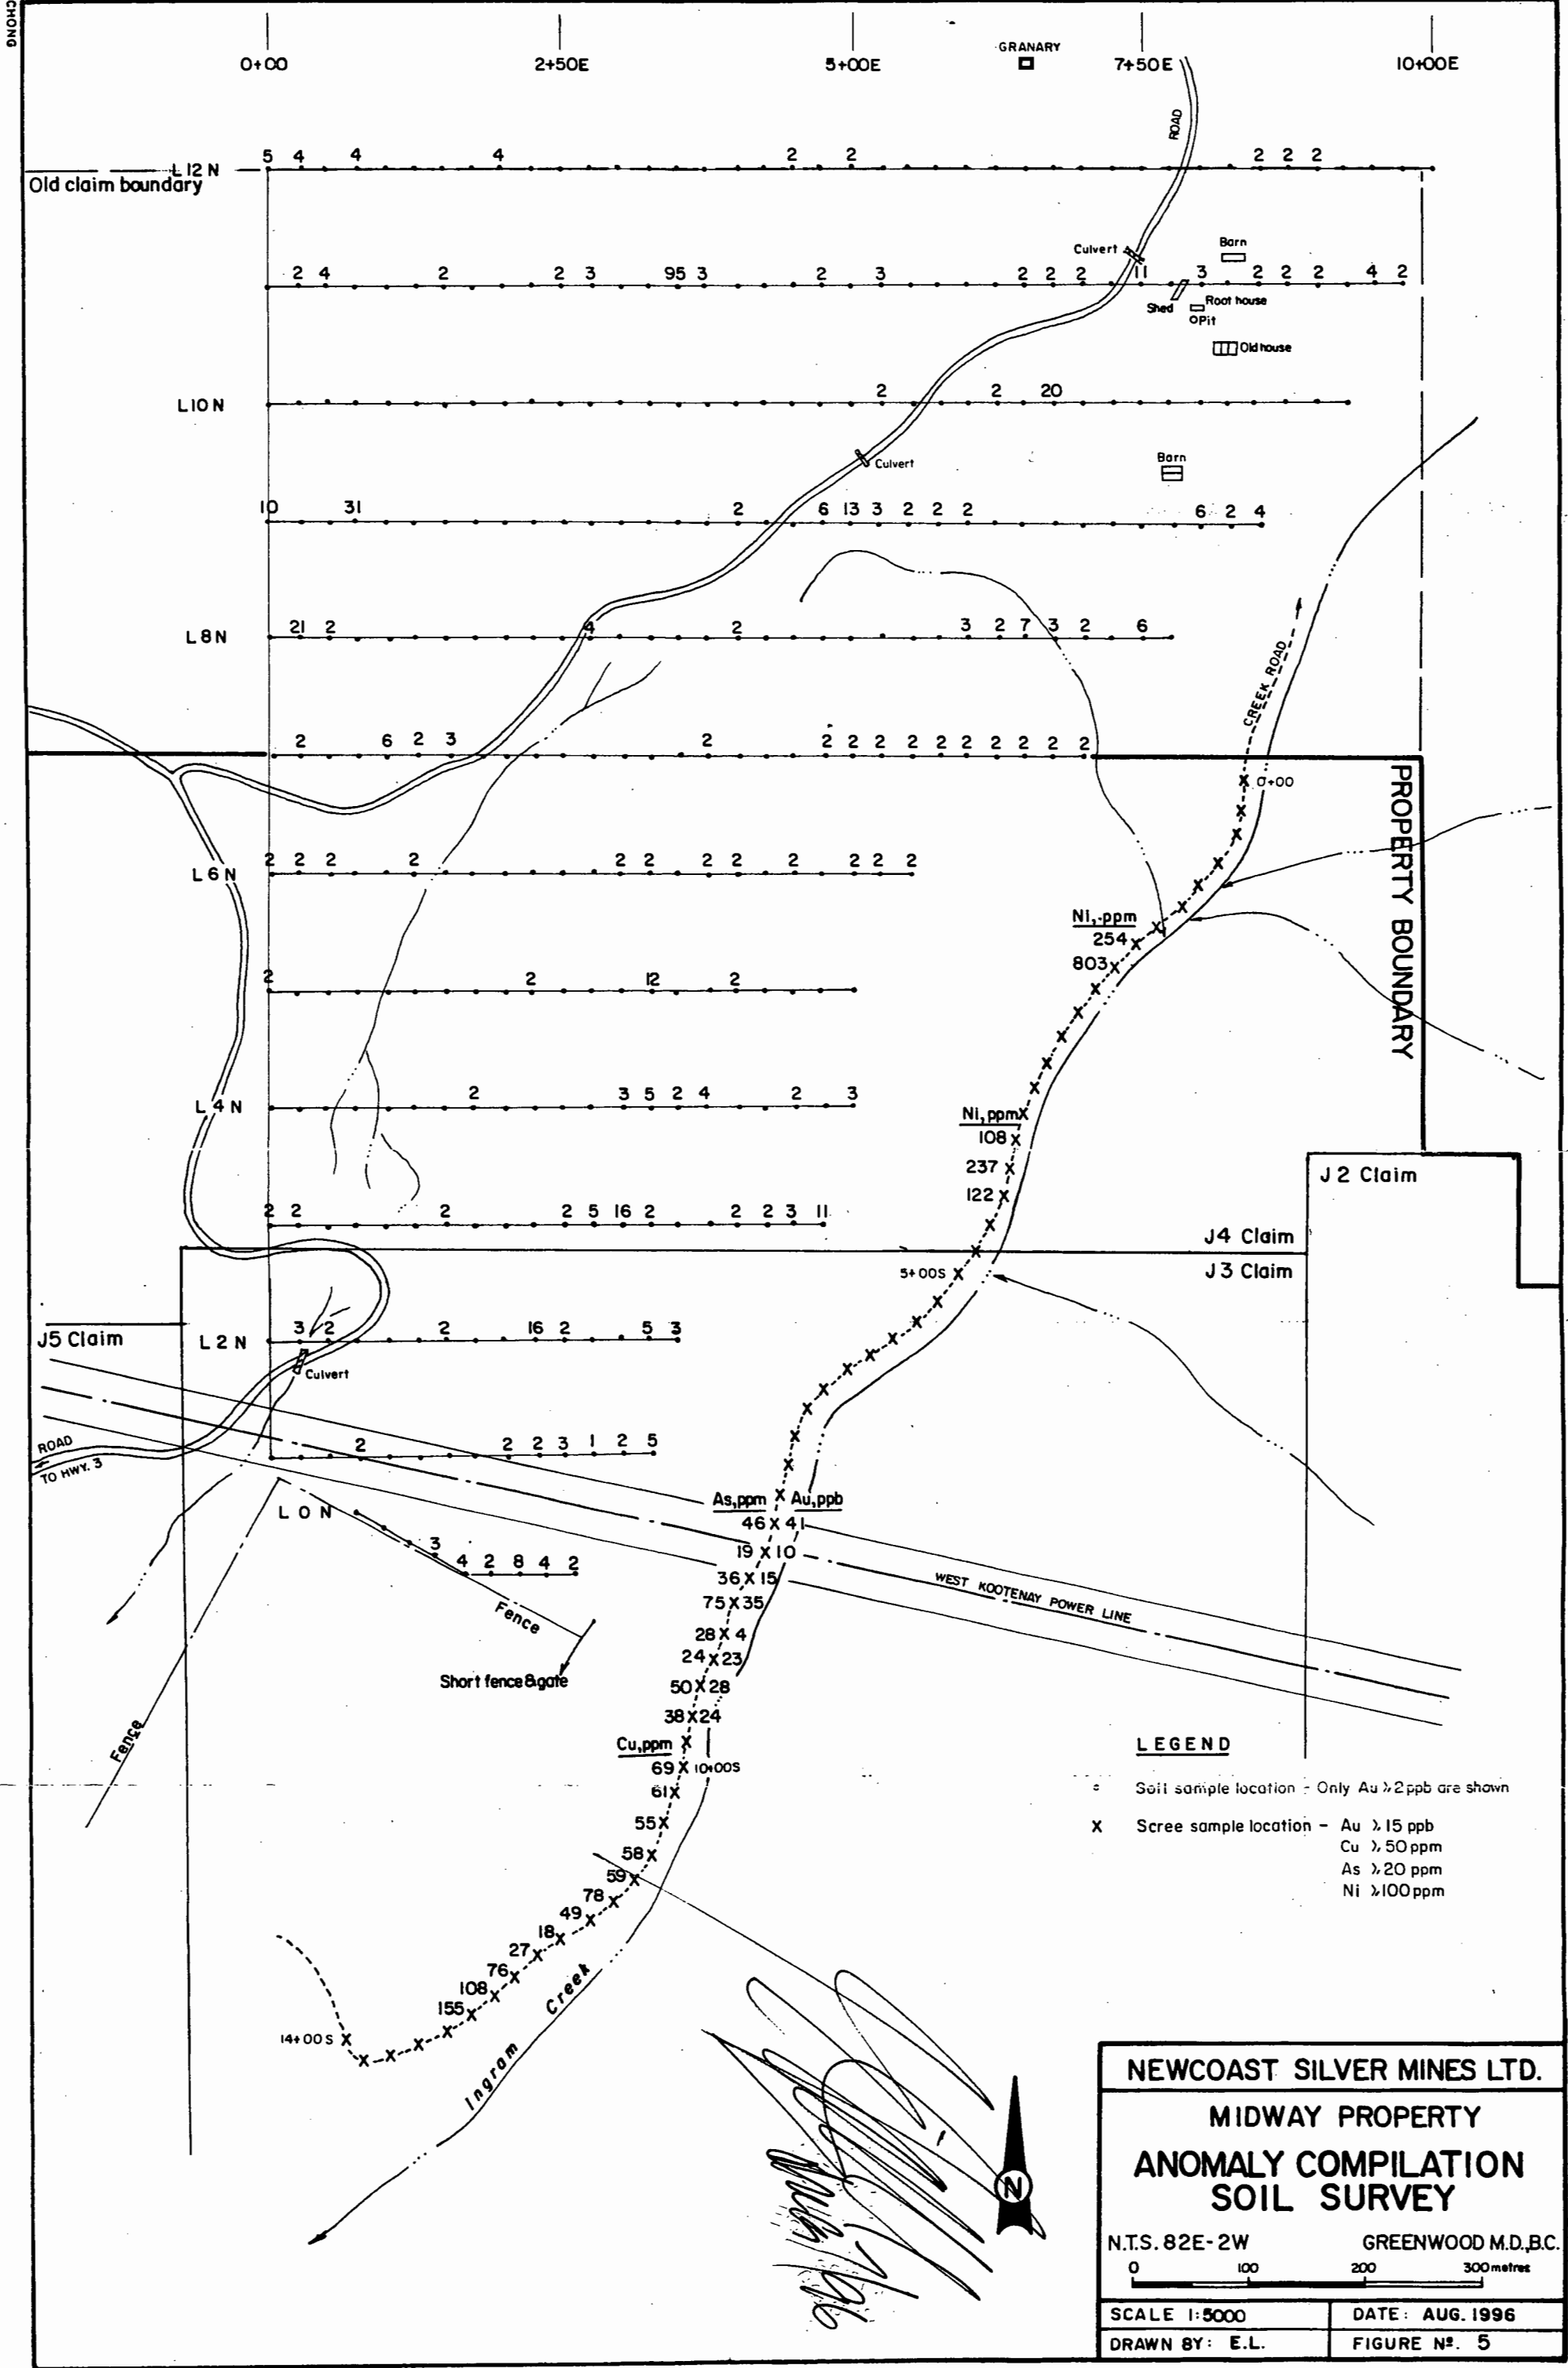 CHONG
0+00 2+50E 5+00E 7+50E 10+00E
GRANARY
ROAD
L12N 5 4 4 4 2 2 2 2 2
Old claim boundary
Culvert
Barn
2 4 2 2 3 95 3 2 3 2 2 2 11 3 2 2 2 4 2
Shed
Root house
Pit
Old house
L10N 2 2 20
Culvert
Barn
10 31 2 6 13 3 2 2 2 6 2 4
L8N 21 2 4 2 3 2 7 3 2 6
CREEK ROAD
2 6 2 3 2 2 2 2 2 2 2 2 2 2 2
0+00
PROPERTY BOUNDARY
L6N 2 2 2 2 2 2 2 2 2 2 2 2
Ni, ppm
254
803
2 2 12 2
L4N 2 3 5 2 4 2 3
Ni, ppm
108
237
122
J2 Claim
2 2 2 2 5 16 2 2 2 3 11
J4 Claim
J3 Claim
5+00S
J5 Claim
L2N 3 2 2 16 2 5 3
Culvert
2 2 2 3 1 2 5
ROAD
TO HWY. 3
L0N
3
4 2 8 4 2
As,ppm Au,ppb
46 41
19 10
36 15
75 35
28 4
24 23
50 28
38 24
WEST KOOTENAY POWER LINE
Fence
Short fence&gate
Fence
Cu,ppm
69 10+00S
61
55
58
59
78
49
18
27
76
108
155
14+00S
Ingram Creek
LEGEND
Soil sample location - Only Au ⩾2ppb are shown
X Scree sample location - Au ⩾15 ppb
Cu ⩾50ppm
As ⩾20 ppm
Ni ⩾100ppm
N
NEWCOAST SILVER MINES LTD.
MIDWAY PROPERTY
ANOMALY COMPILATION
SOIL SURVEY
N.T.S. 82E-2W GREENWOOD M.D.,B.C.
0 100 200 300metres
SCALE 1:5000 DATE: AUG. 1996
DRAWN BY: E.L. FIGURE Nº. 5